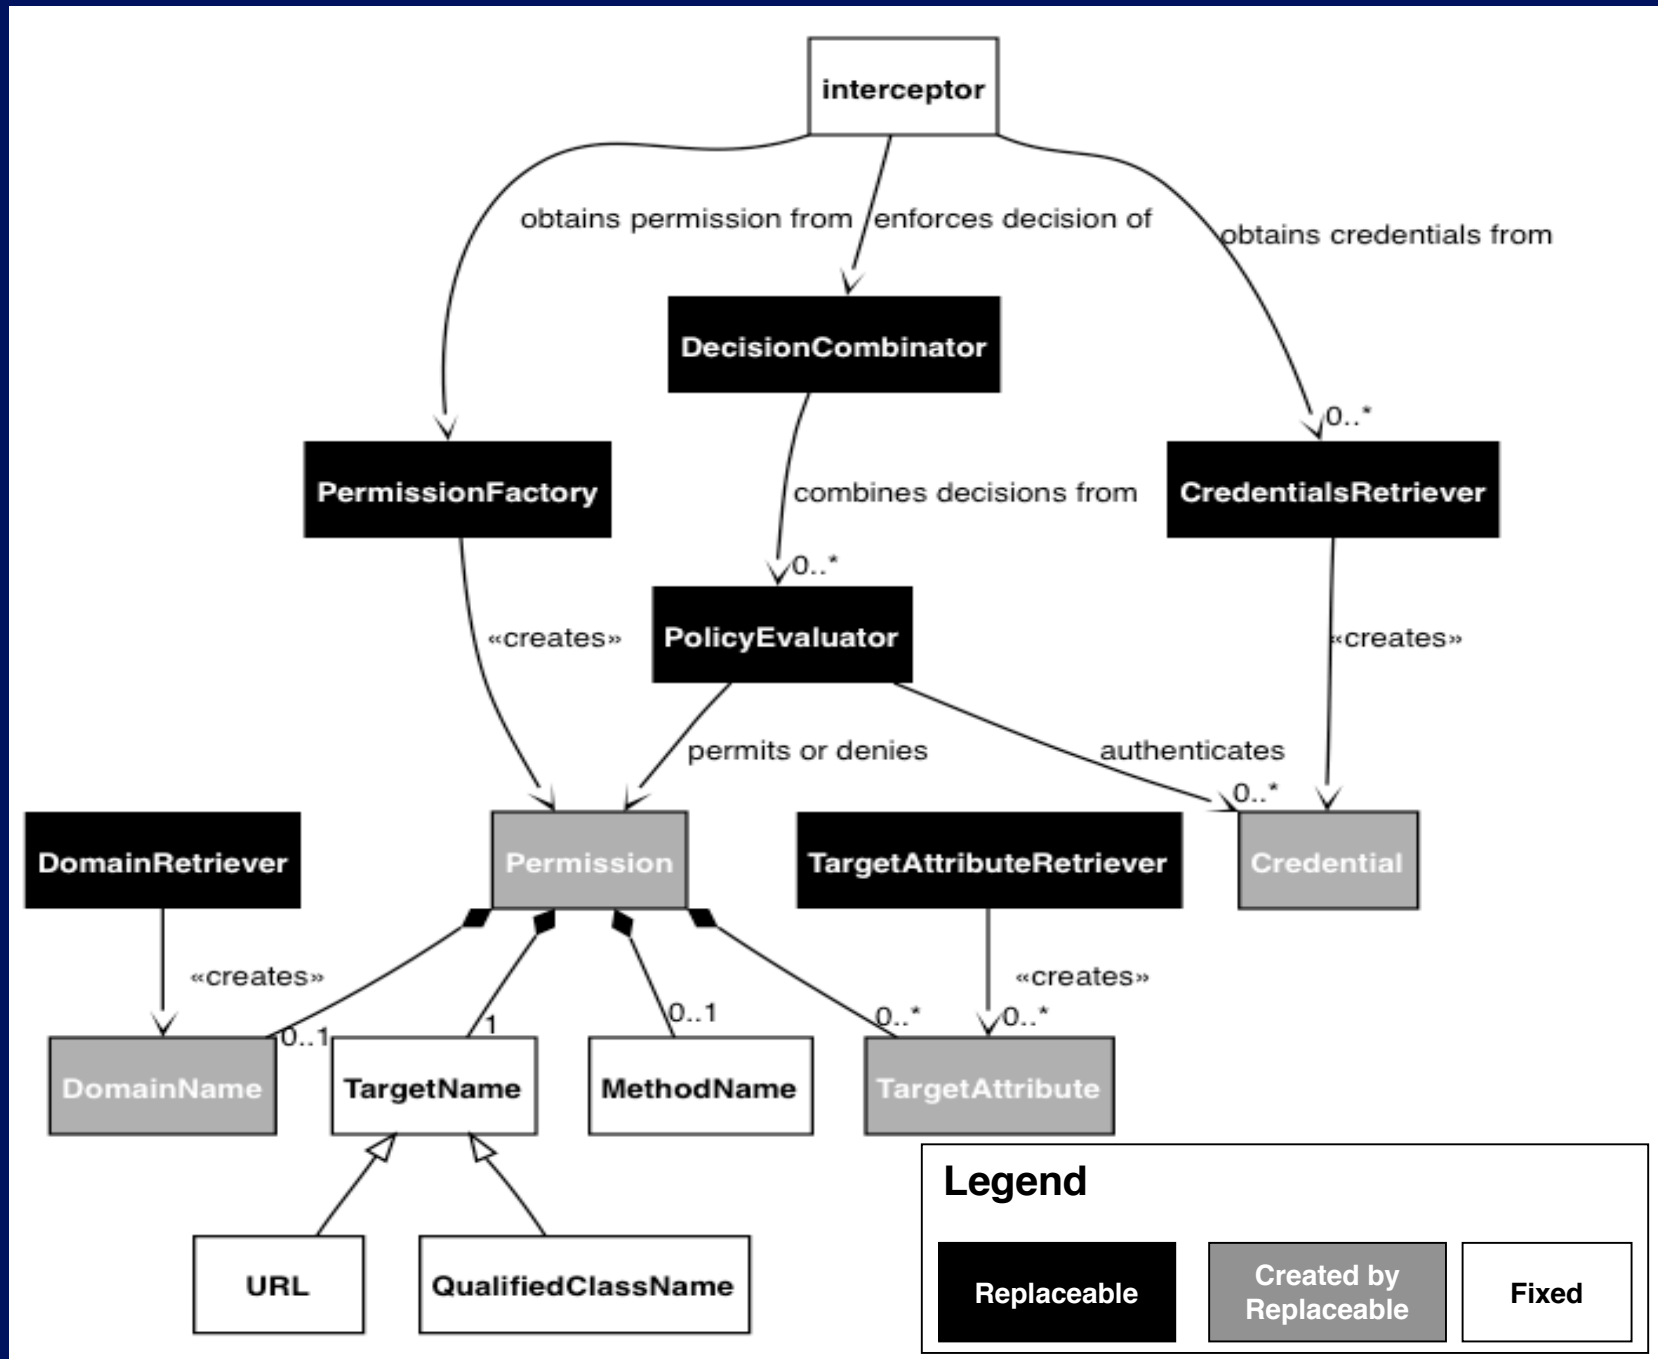 interceptor
obtains permission from
enforces decision of
obtains credentials from
DecisionCombinator
0..*
PermissionFactory
combines decisions from
CredentialsRetriever
0..*
«creates»
PolicyEvaluator
«creates»
permits or denies
authenticates
0..*
DomainRetriever
Permission
TargetAttributeRetriever
Credential
«creates»
«creates»
0..1
1
0..1
0..*
0..*
DomainName
TargetName
MethodName
TargetAttribute
URL
QualifiedClassName
Legend
Replaceable
Created by
Replaceable
Fixed